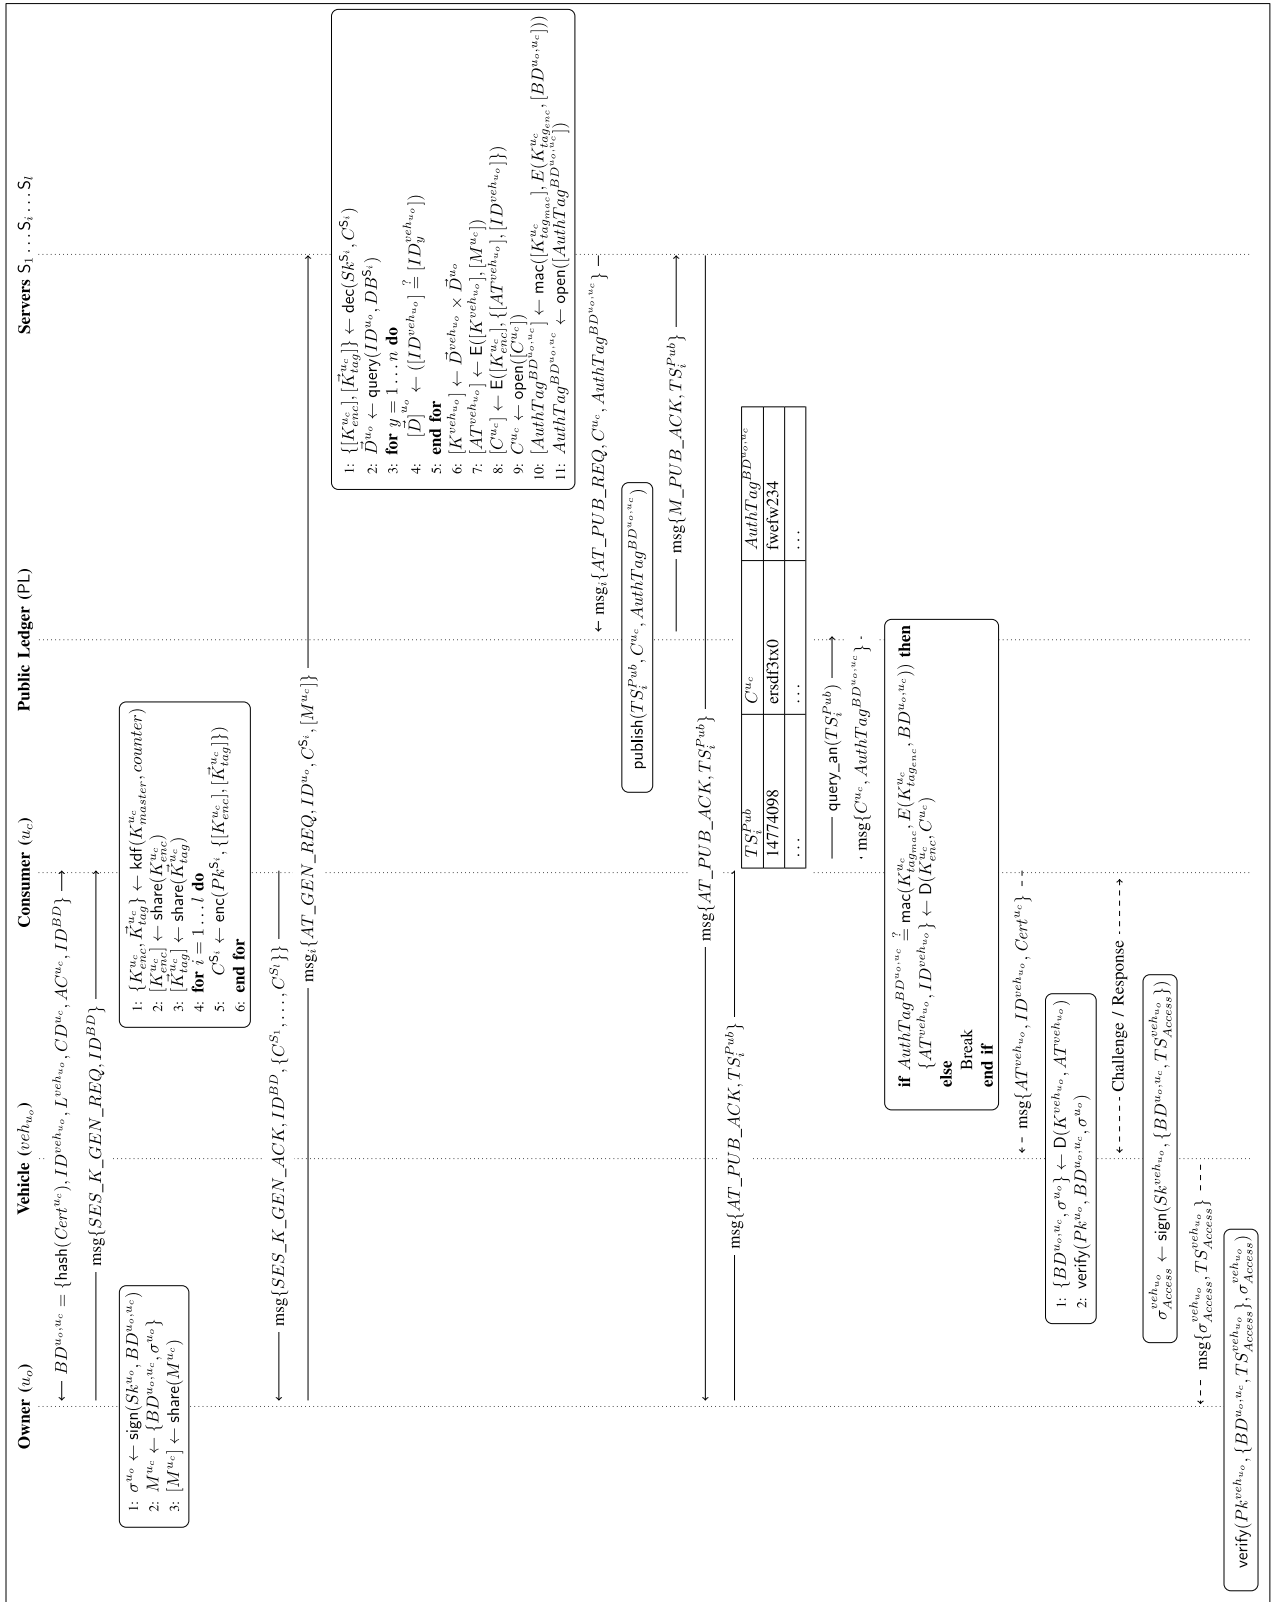 Owner (u_o)
Vehicle (veh_{u_o})
Consumer (u_c)
Public Ledger (PL)
Servers S_1 … S_i … S_l
BD^{u_o,u_c} = {hash(Cert^{u_c}), ID^{veh_{u_o}}, L^{veh_{u_o}}, CD^{u_c}, AC^{u_c}, ID^{BD}}
msg{SES_K_GEN_REQ, ID^{BD}}
1: σ^{u_o} ← sign(Sk^{u_o}, BD^{u_o,u_c})
2: M^{u_c} ← {BD^{u_o,u_c}, σ^{u_o}}
3: [M^{u_c}] ← share(M^{u_c})
1: {K_{enc}^{u_c}, \vec{K}_{tag}^{u_c}} ← kdf(K_{master}^{u_c}, counter)
2: [K_{enc}^{u_c}] ← share(K_{enc}^{u_c})
3: [\vec{K}_{tag}^{u_c}] ← share(\vec{K}_{tag}^{u_c})
4: for i = 1 … l do
5: C^{S_i} ← enc(Pk^{S_i}, {[K_{enc}^{u_c}], [\vec{K}_{tag}^{u_c}]})
6: end for
msg{SES_K_GEN_ACK, ID^{BD}, {C^{S_1}, …, C^{S_l}}}
msg_i{AT_GEN_REQ, ID^{u_o}, C^{S_i}, [M^{u_c}]}
1: {[K_{enc}^{u_c}], [\vec{K}_{tag}^{u_c}]} ← dec(Sk^{S_i}, C^{S_i})
2: \vec{D}^{u_o} ← query(ID^{u_o}, DB^{S_i})
3: for y = 1 … n do
4: [\vec{D}]^{u_o} ← ([ID^{veh_{u_o}}] ≟ [ID_y^{veh_{u_o}}])
5: end for
6: [K^{veh_{u_o}}] ← \vec{D}^{veh_{u_o}} × \vec{D}^{u_o}
7: [AT^{veh_{u_o}}] ← E([K^{veh_{u_o}}], [M^{u_c}])
8: [C^{u_c}] ← E([K_{enc}^{u_c}], {[AT^{veh_{u_o}}], [ID^{veh_{u_o}}]})
9: C^{u_c} ← open([C^{u_c}])
10: [AuthTag^{BD^{u_o,u_c}}] ← mac([K_{tag_{mac}}^{u_c}], E(K_{tag_{enc}}^{u_c}, [BD^{u_o,u_c}]))
11: AuthTag^{BD^{u_o,u_c}} ← open([AuthTag^{BD^{u_o,u_c}}])
msg_i{AT_PUB_REQ, C^{u_c}, AuthTag^{BD^{u_o,u_c}}}
publish(TS_i^{Pub}, C^{u_c}, AuthTag^{BD^{u_o,u_c}})
msg{M_PUB_ACK, TS_i^{Pub}}
msg{AT_PUB_ACK, TS_i^{Pub}}
msg{AT_PUB_ACK, TS_i^{Pub}}
TS_i^{Pub} C^{u_c} AuthTag^{BD^{u_o,u_c}}
14774098 ersdf3tx0 fwefw234
… … …
query_an(TS_i^{Pub})
msg{C^{u_c}, AuthTag^{BD^{u_o,u_c}}}
if AuthTag^{BD^{u_o,u_c}} ≟ mac(K_{tag_{mac}}^{u_c}, E(K_{tag_{enc}}^{u_c}, BD^{u_o,u_c})) then
{AT^{veh_{u_o}}, ID^{veh_{u_o}}} ← D(K_{enc}^{u_c}, C^{u_c})
else
Break
end if
msg{AT^{veh_{u_o}}, ID^{veh_{u_o}}, Cert^{u_c}}
1: {BD^{u_o,u_c}, σ^{u_o}} ← D(K^{veh_{u_o}}, AT^{veh_{u_o}})
2: verify(Pk^{u_o}, BD^{u_o,u_c}, σ^{u_o})
Challenge / Response
σ_{Access}^{veh_{u_o}} ← sign(Sk^{veh_{u_o}}, {BD^{u_o,u_c}, TS_{Access}^{veh_{u_o}}})
msg{σ_{Access}^{veh_{u_o}}, TS_{Access}^{veh_{u_o}}}
verify(Pk^{veh_{u_o}}, {BD^{u_o,u_c}, TS_{Access}^{veh_{u_o}}}, σ_{Access}^{veh_{u_o}})